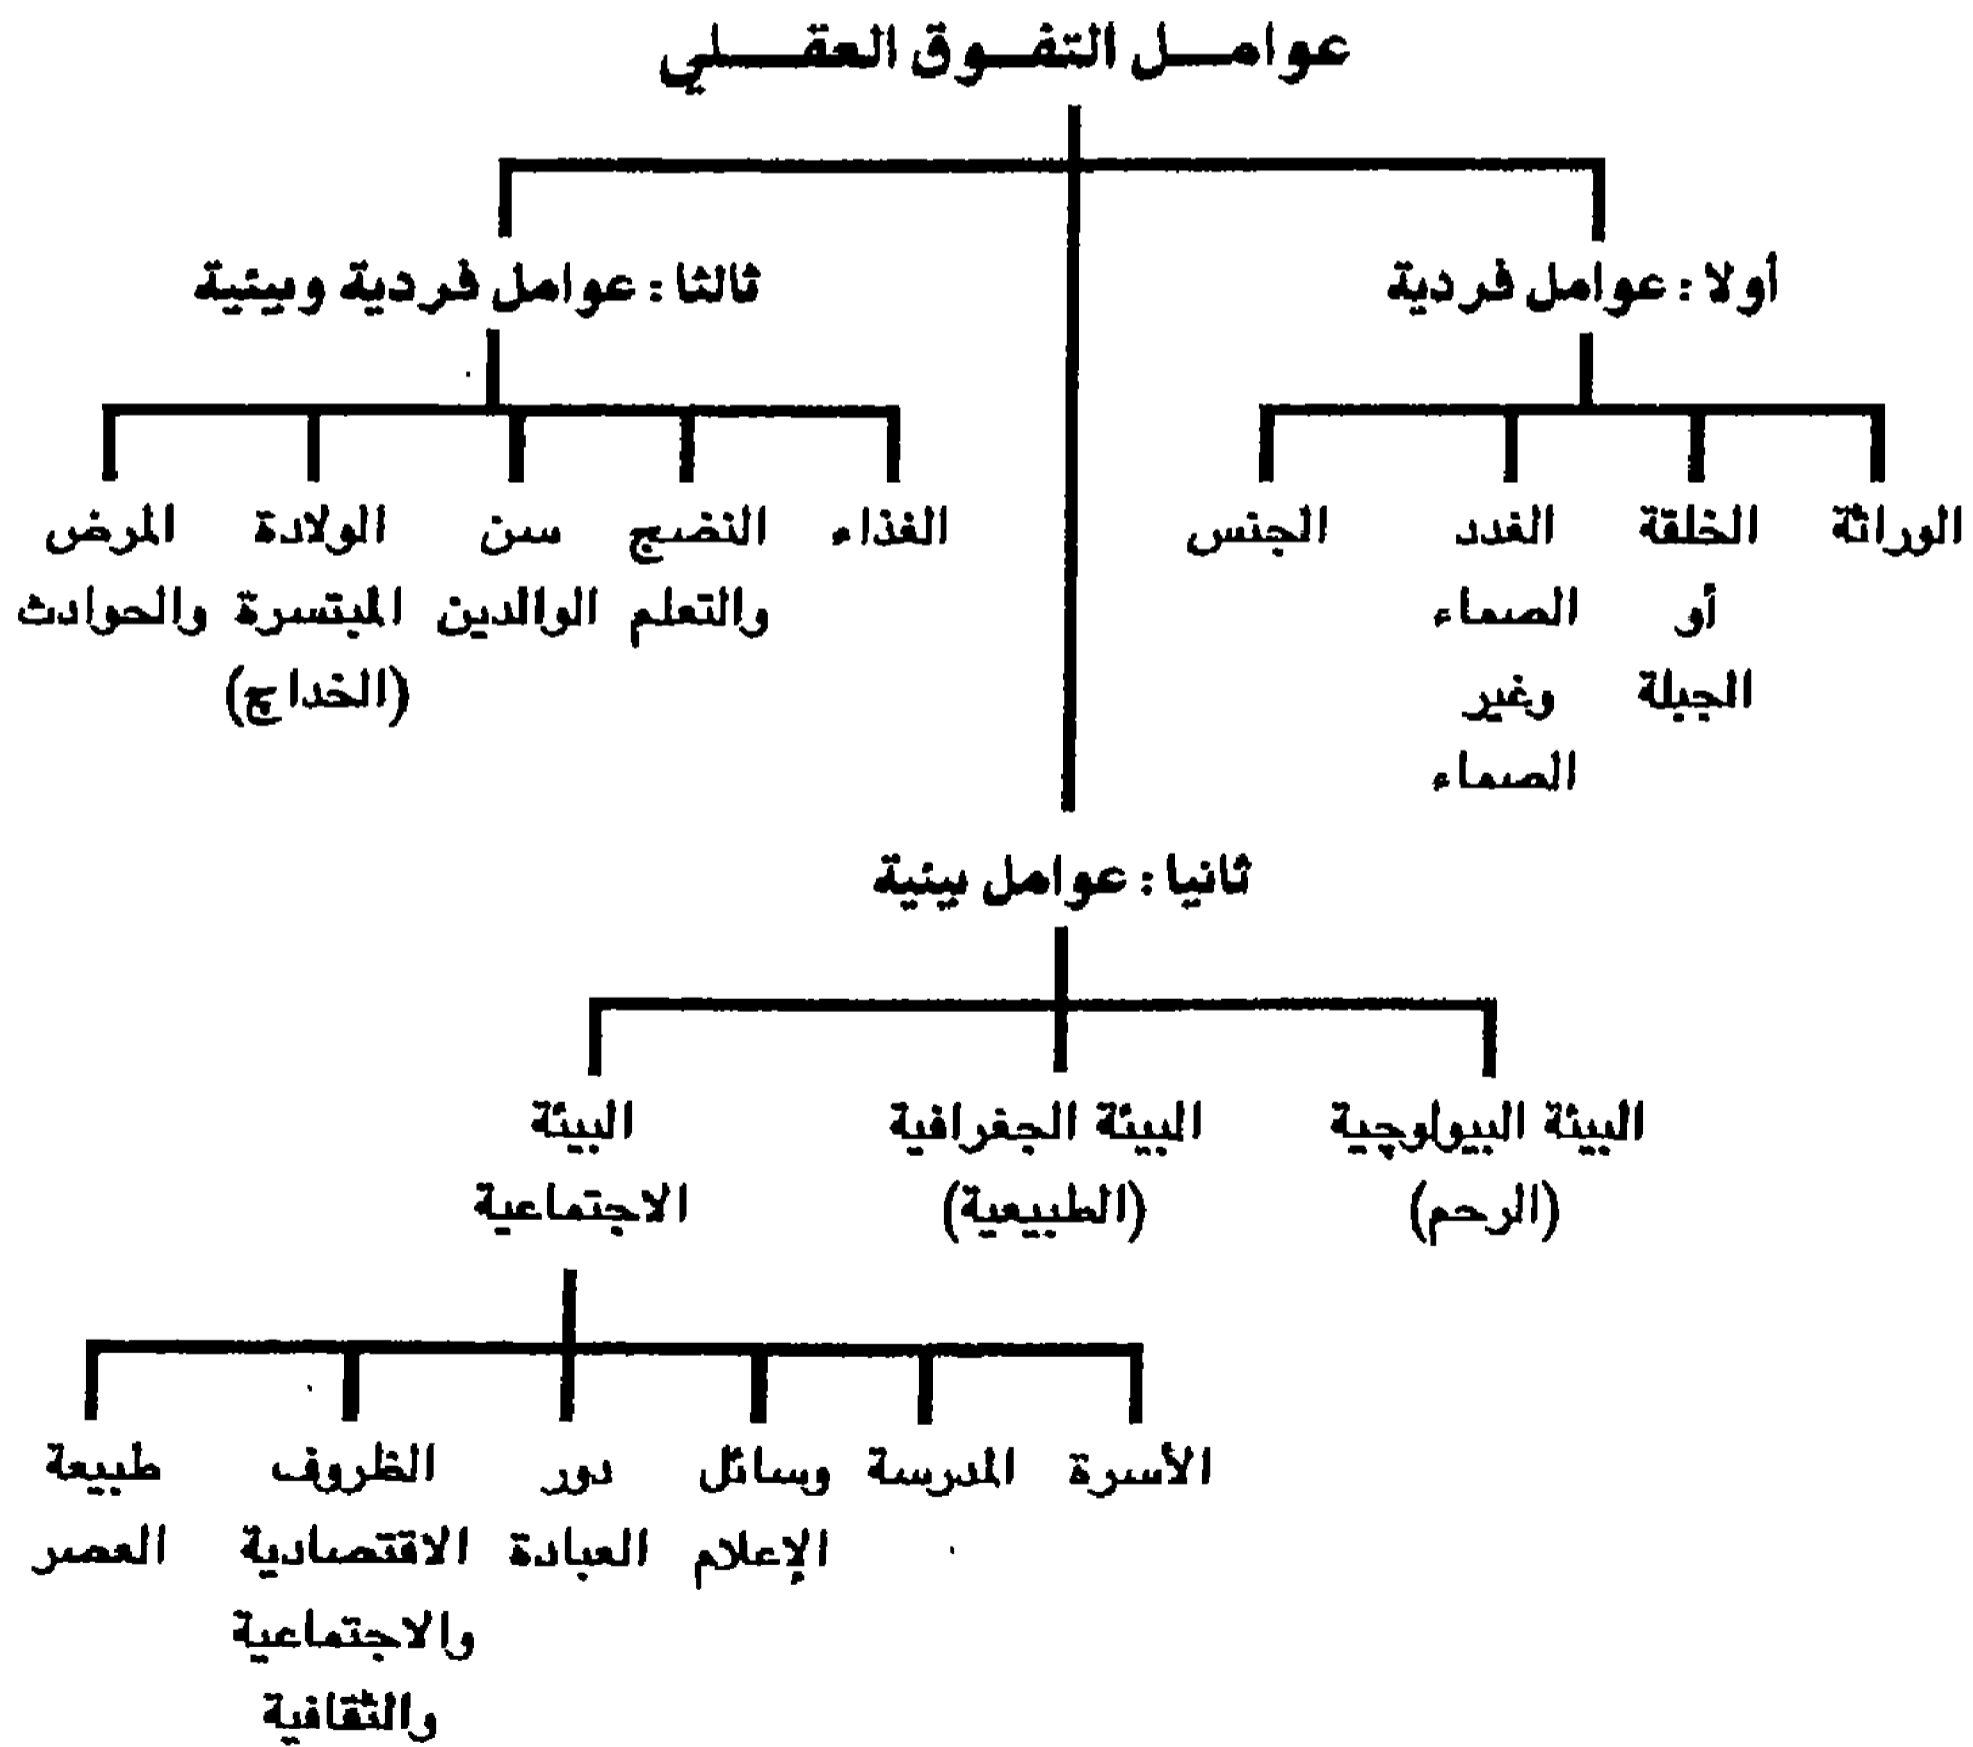 عوامل التفوق العقلي
أولا : عوامل فردية
ثالثا : عوامل فردية وبيئية
الوراثة
الخلقة
أو
الجبلة
الغدد
الصماء
وغير
الصماء
الجنس
الغذاء
النضج
والتعلم
سن
الوالدين
الولادة
المبتسرة
(الخداج)
المرض
والحوادث
ثانيا : عوامل بيئية
البيئة البيولوجية
(الرحم)
البيئة الجغرافية
(الطبيعية)
البيئة
الاجتماعية
الأسرة
المدرسة
وسائل
الإعلام
دور
العبادة
الظروف
الاقتصادية
والاجتماعية
والثقافية
طبيعة
العصر